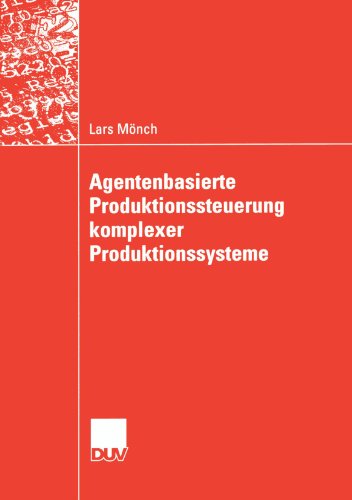 Lars Mönch
Agentenbasierte
Produktionssteuerung
komplexer
Produktionssysteme
DUV